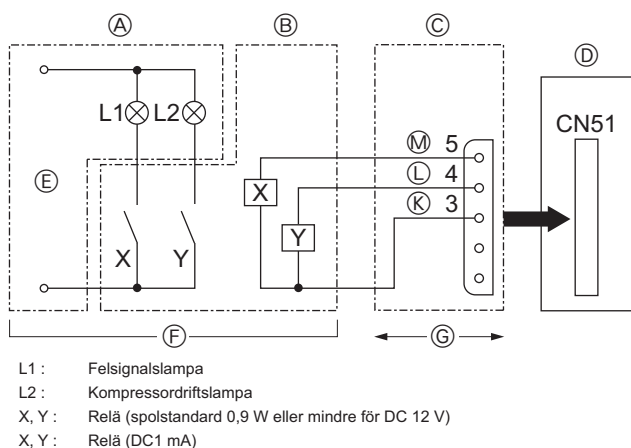 Ⓐ Ⓑ Ⓒ
Ⓓ
L1 L2
CN51
Ⓜ 5
Ⓛ 4
Ⓔ X Ⓚ 3
Y
X Y
Ⓕ Ⓖ
L1 : Felsignalslampa
L2 : Kompressordriftslampa
X, Y : Relä (spolstandard 0,9 W eller mindre för DC 12 V)
X, Y : Relä (DC1 mA)